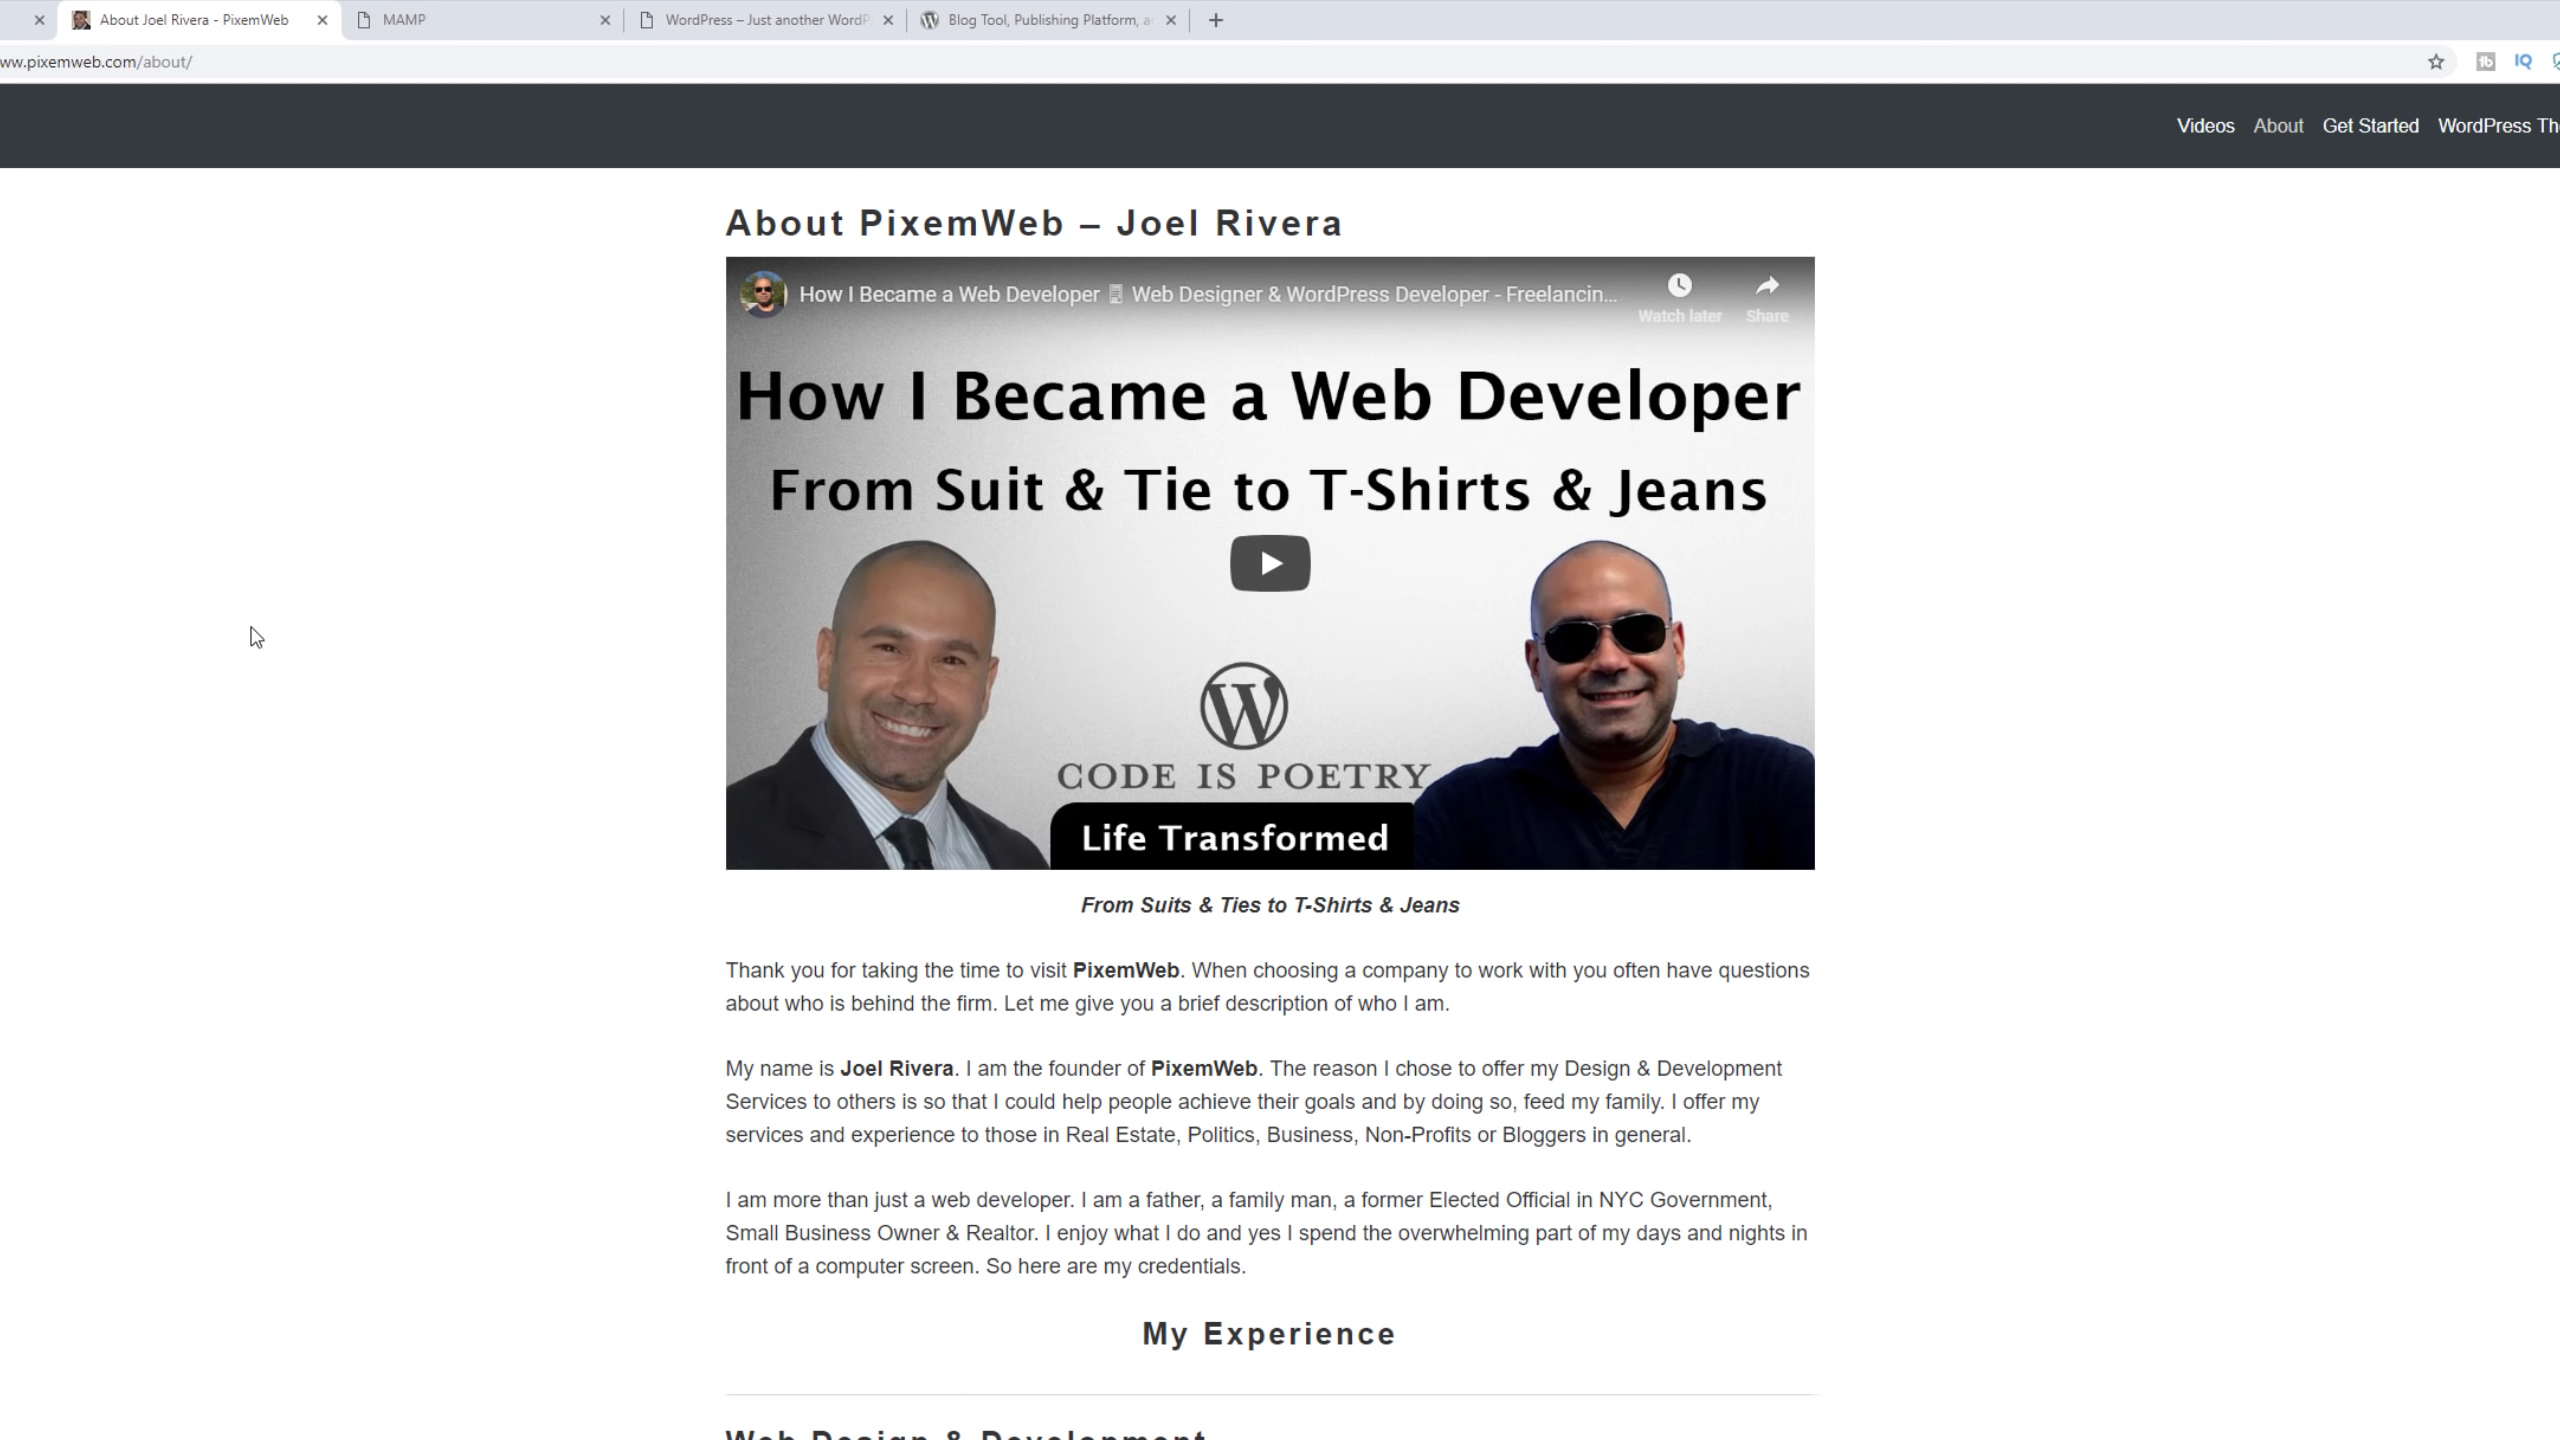 About Joel Rivera - PixemWeb
MAMP
WordPress – Just another WordP
Blog Tool, Publishing Platform, a
ww.pixemweb.com/about/
IQ
Videos About Get Started WordPress Th
About PixemWeb – Joel Rivera
How I Became a Web Developer Web Designer & WordPress Developer - Freelancin...
Watch later Share
How I Became a Web Developer
From Suit & Tie to T-Shirts & Jeans
CODE IS POETRY
Life Transformed
From Suits & Ties to T-Shirts & Jeans
Thank you for taking the time to visit PixemWeb. When choosing a company to work with you often have questions
about who is behind the firm. Let me give you a brief description of who I am.
My name is Joel Rivera. I am the founder of PixemWeb. The reason I chose to offer my Design & Development
Services to others is so that I could help people achieve their goals and by doing so, feed my family. I offer my
services and experience to those in Real Estate, Politics, Business, Non-Profits or Bloggers in general.
I am more than just a web developer. I am a father, a family man, a former Elected Official in NYC Government,
Small Business Owner & Realtor. I enjoy what I do and yes I spend the overwhelming part of my days and nights in
front of a computer screen. So here are my credentials.
My Experience
Web Design & Development